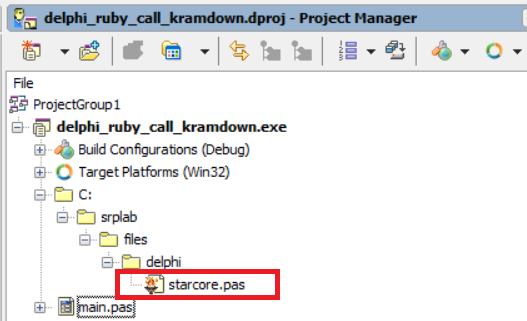 delphi_ruby_call_kramdown.dproj - Project Manager
File
ProjectGroup1
delphi_ruby_call_kramdown.exe
Build Configurations (Debug)
Target Platforms (Win32)
C:
srplab
files
delphi
starcore.pas
main.pas